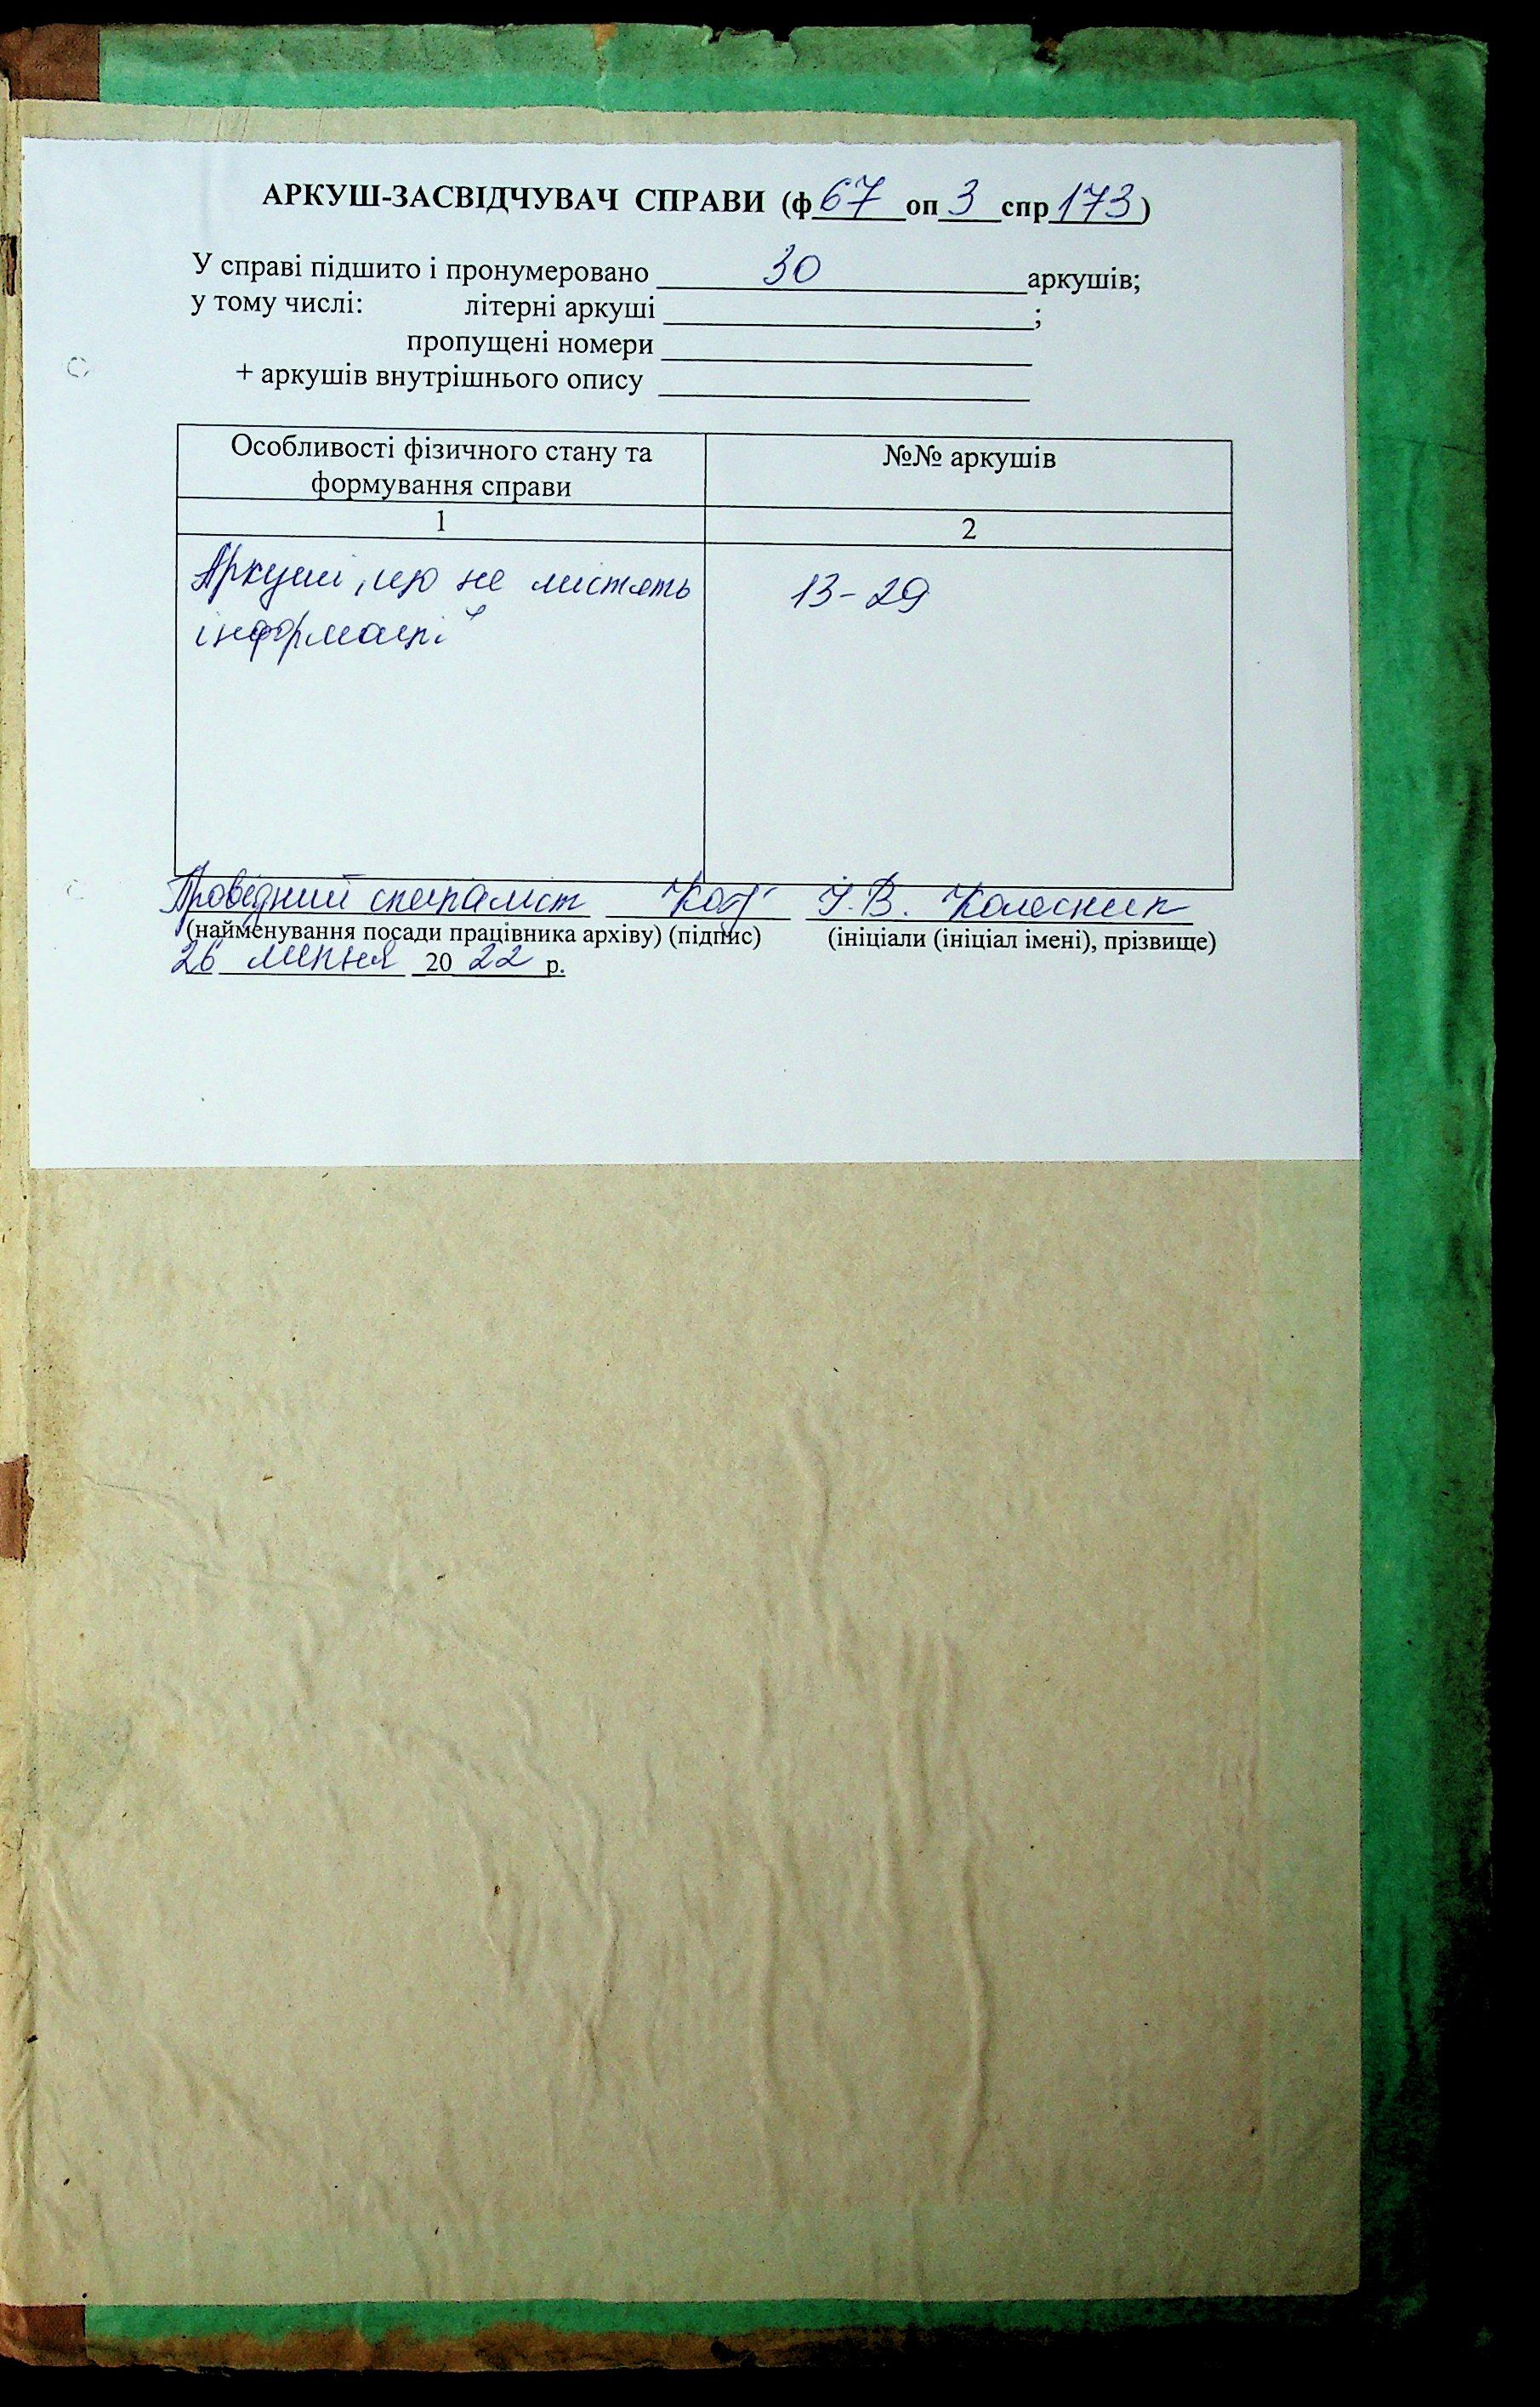 АРКУШ-ЗАСВІДЧУВАЧ СПРАВИ (ф 67 оп 3 спр 173)
У справі підшито і пронумеровано 30 аркушів;
у тому числі: літерні аркуші ;
пропущені номери
+ аркушів внутрішнього опису
Особливості фізичного стану та формування справи
№№ аркушів
1
2
Аркуші, що не містять
інформації
13-29
Провідний спеціаліст В. Колесник
(найменування посади працівника архіву) (підпис) (ініціали (ініціал імені), прізвище)
26 липня 2022 р.